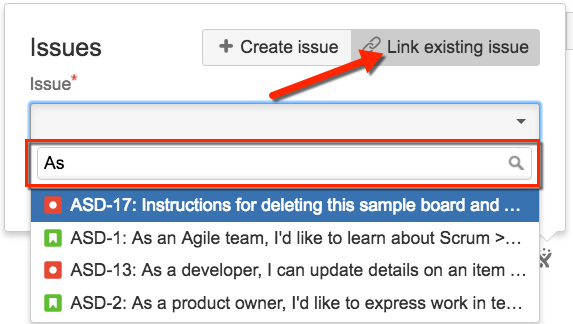 Issues
+ Create issue
Link existing issue
Issue*
As
ASD-17: Instructions for deleting this sample board and ...
ASD-1: As an Agile team, I'd like to learn about Scrum >...
ASD-13: As a developer, I can update details on an item ...
ASD-2: As a product owner, I'd like to express work in te...